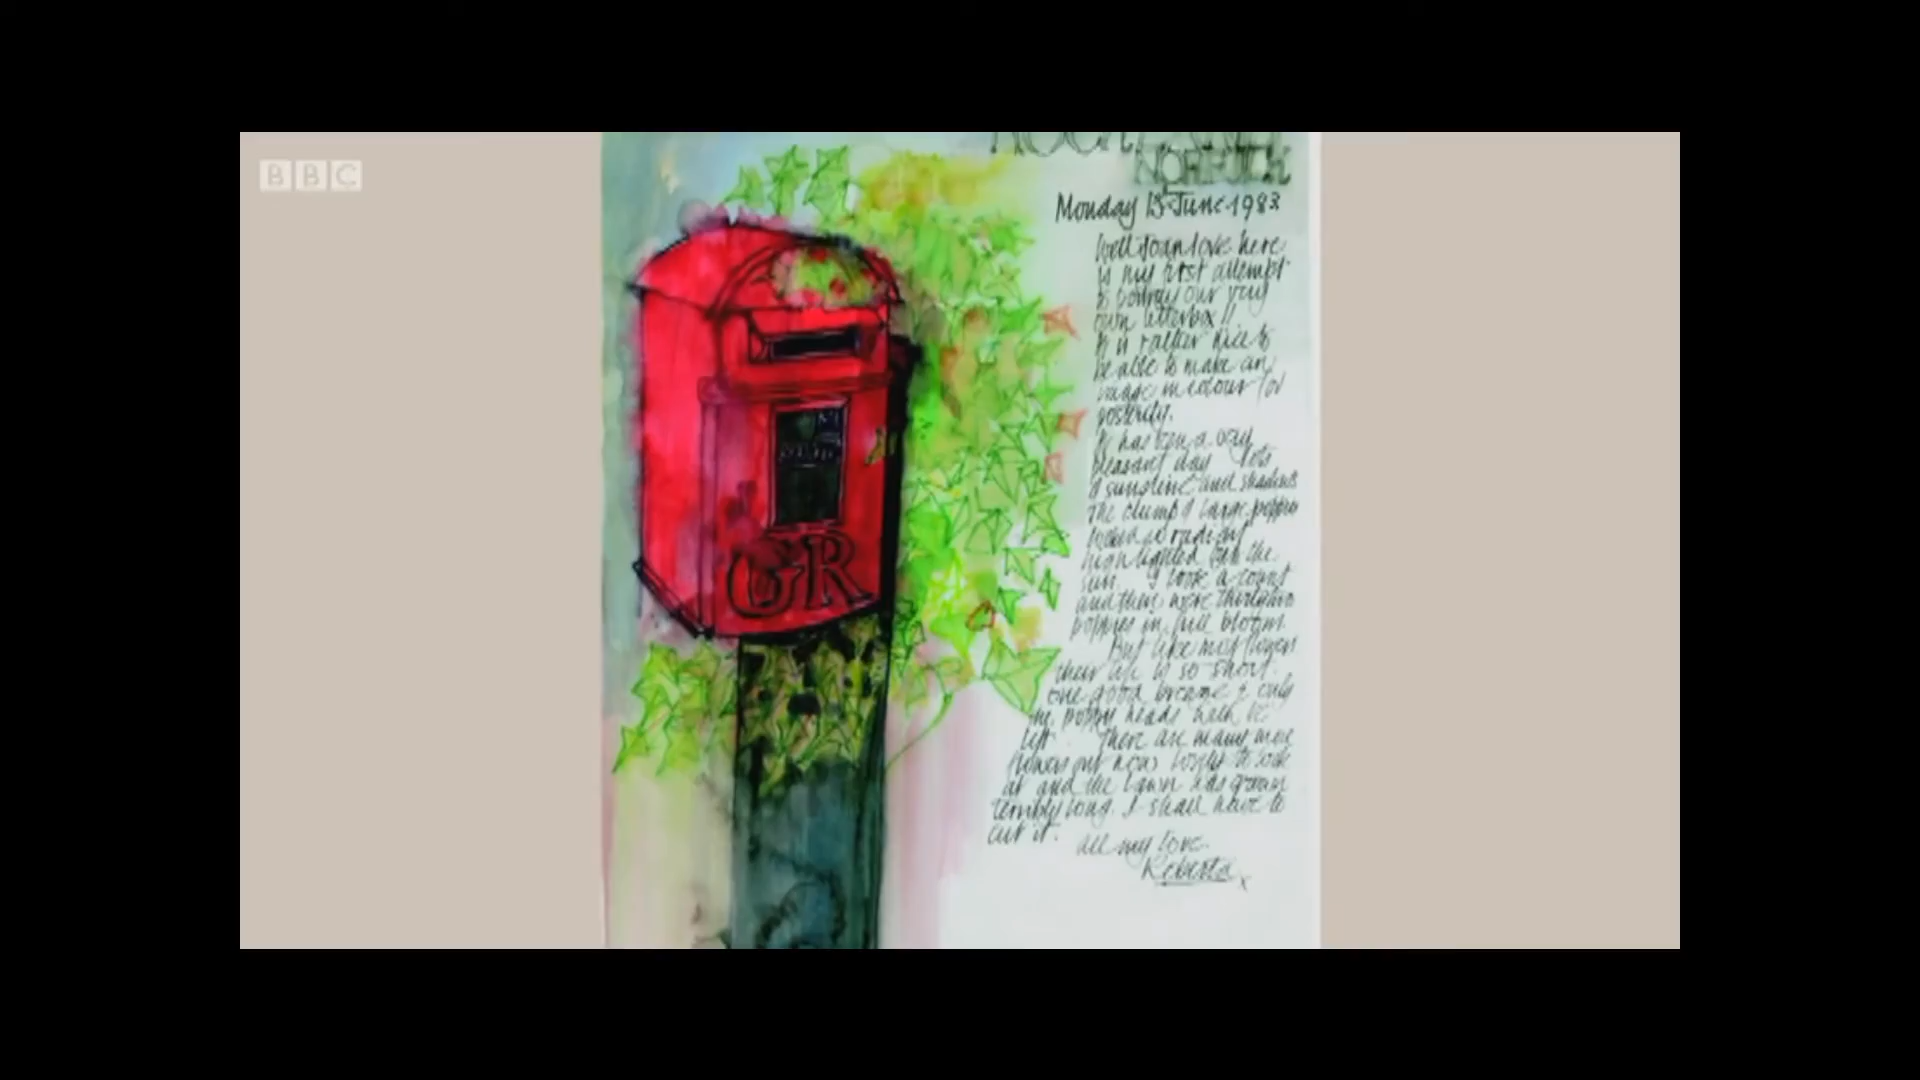 BBC
NORFOLK
Monday 13 June 1983
Well Joan love here
is my first attempt
to portray our very
own letterbox!!
It is rather nice to
be able to make an
image in colour for
posterity.
It has been a very
pleasant day lots
of sunshine and shadows
The clump of large poppies
looked so radiant
highlighted by the
sun. I took a count
and there were thirty two
poppies in full bloom.
But like most flowers
their life is so short.
one good breeze & only
the poppy heads will be
left. There are many more
flowers out now lovely to look
at and the lawn has grown
terribly long. I shall have to
cut it.
all my love.
Roberta x
GR